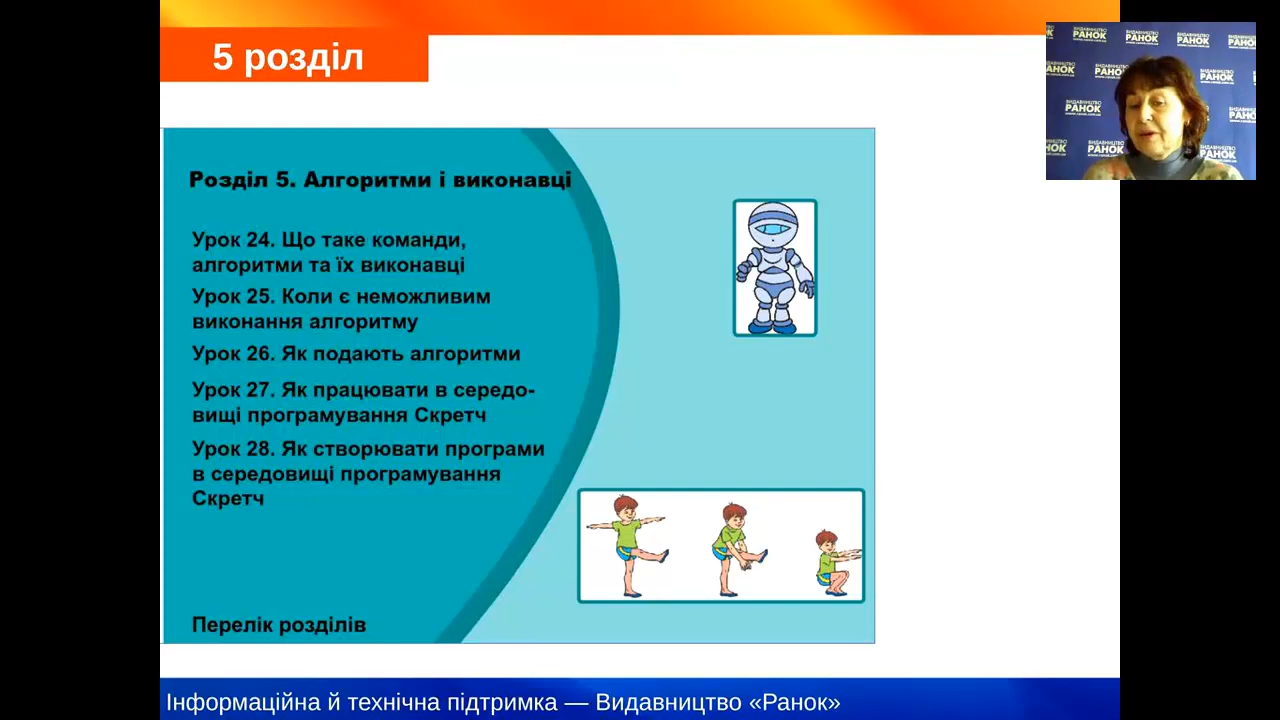 5 розділ
Розділ 5. Алгоритми і виконавці
Урок 24. Що таке команди,
алгоритми та їх виконавці
Урок 25. Коли є неможливим
виконання алгоритму
Урок 26. Як подають алгоритми
Урок 27. Як працювати в середо-
вищі програмування Скретч
Урок 28. Як створювати програми
в середовищі програмування
Скретч
Перелік розділів
Інформаційна й технічна підтримка — Видавництво «Ранок»
ВИДАВНИЦТВО
РАНОК